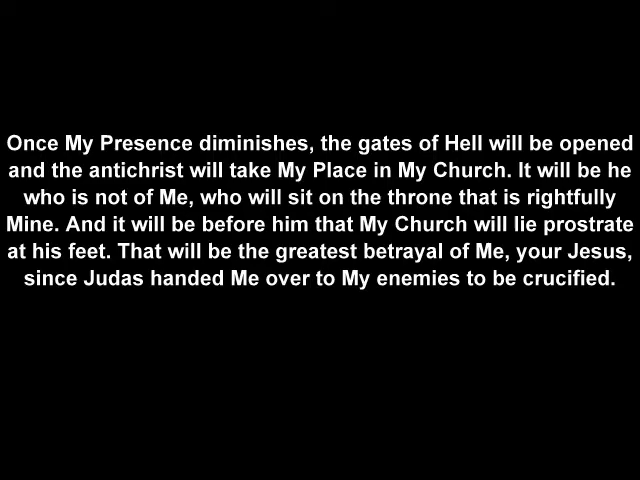 Once My Presence diminishes, the gates of Hell will be opened
and the antichrist will take My Place in My Church. It will be he
who is not of Me, who will sit on the throne that is rightfully
Mine. And it will be before him that My Church will lie prostrate
at his feet. That will be the greatest betrayal of Me, your Jesus,
since Judas handed Me over to My enemies to be crucified.